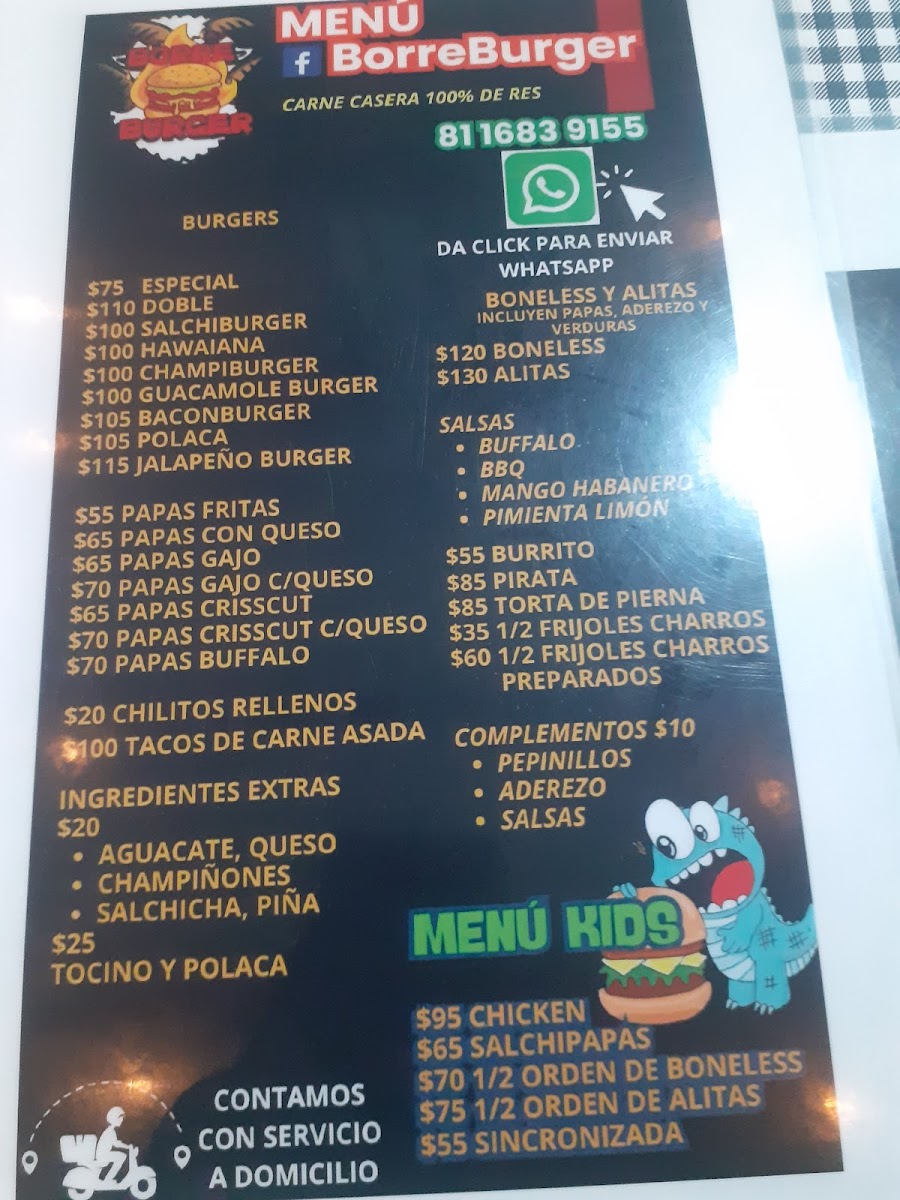 BORRE
BURGER
MENÚ
f BorreBurger
CARNE CASERA 100% DE RES
81 1683 9155
DA CLICK PARA ENVIAR
WHATSAPP
BURGERS
$75 ESPECIAL
$110 DOBLE
$100 SALCHIBURGER
$100 HAWAIANA
$100 CHAMPIBURGER
$100 GUACAMOLE BURGER
$105 BACONBURGER
$105 POLACA
$115 JALAPEÑO BURGER
$55 PAPAS FRITAS
$65 PAPAS CON QUESO
$65 PAPAS GAJO
$70 PAPAS GAJO C/QUESO
$65 PAPAS CRISSCUT
$70 PAPAS CRISSCUT C/QUESO
$70 PAPAS BUFFALO
$20 CHILITOS RELLENOS
$100 TACOS DE CARNE ASADA
INGREDIENTES EXTRAS
$20
• AGUACATE, QUESO
• CHAMPIÑONES
• SALCHICHA, PIÑA
$25
TOCINO Y POLACA
BONELESS Y ALITAS
INCLUYEN PAPAS, ADEREZO Y
VERDURAS
$120 BONELESS
$130 ALITAS
SALSAS
• BUFFALO
• BBQ
• MANGO HABANERO
• PIMIENTA LIMÓN
$55 BURRITO
$85 PIRATA
$85 TORTA DE PIERNA
$35 1/2 FRIJOLES CHARROS
$60 1/2 FRIJOLES CHARROS
PREPARADOS
COMPLEMENTOS $10
• PEPINILLOS
• ADEREZO
• SALSAS
MENÚ KIDS
$95 CHICKEN
$65 SALCHIPAPAS
$70 1/2 ORDEN DE BONELESS
$75 1/2 ORDEN DE ALITAS
$55 SINCRONIZADA
CONTAMOS
CON SERVICIO
A DOMICILIO